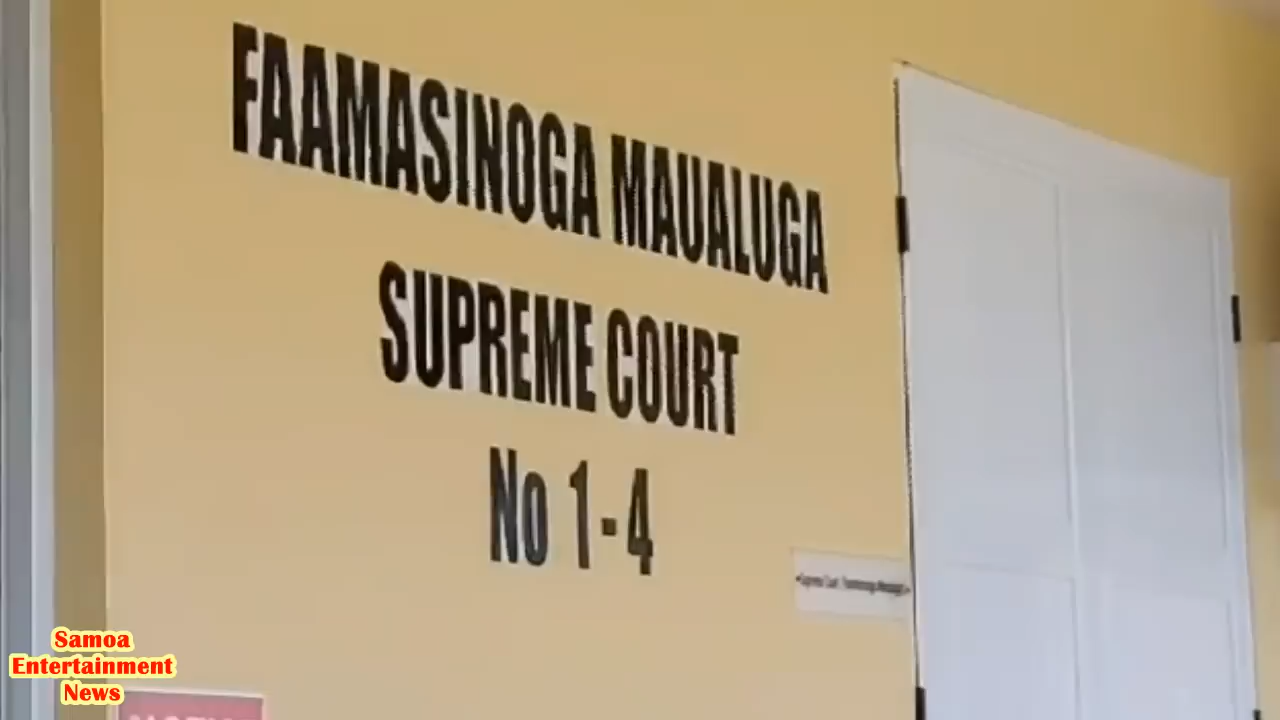 FAAMASINOGA MAUALUGA
SUPREME COURT
No 1-4
Samoa
Entertainment
News